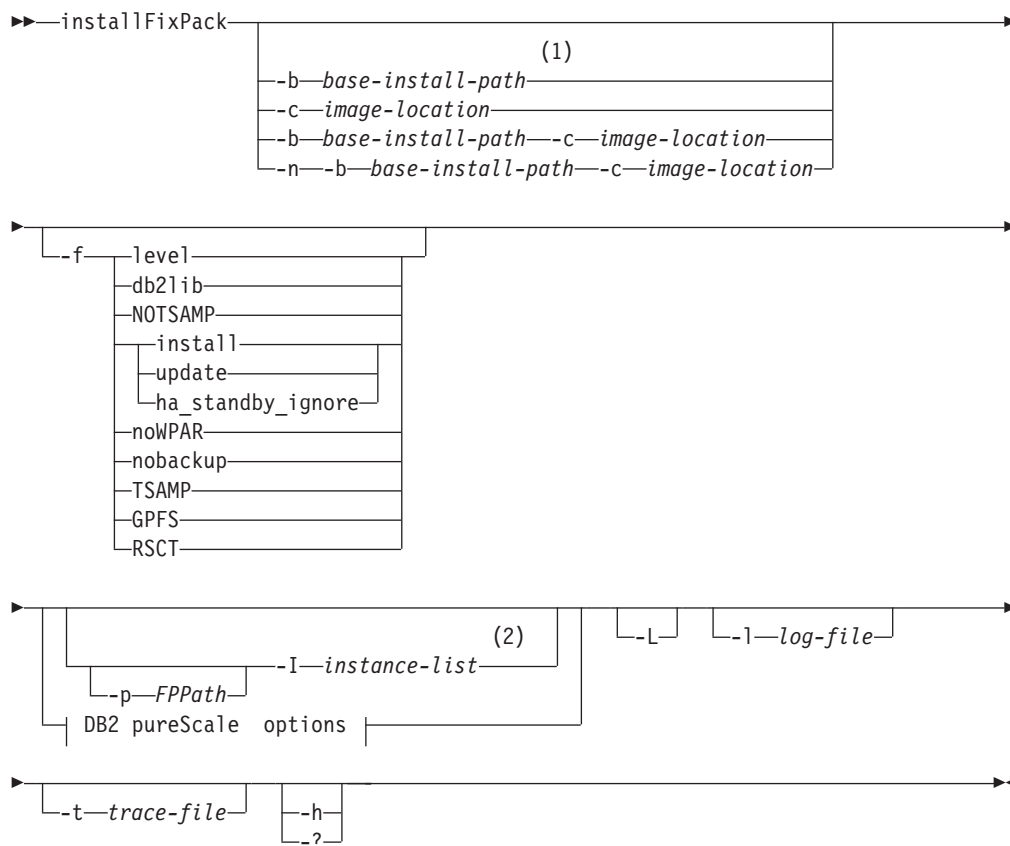 installFixPack
(1)
-b base-install-path
-c image-location
-b base-install-path -c image-location
-n -b base-install-path -c image-location
-f level
db2lib
NOTSAMP
install
update
ha_standby_ignore
noWPAR
nobackup
TSAMP
GPFS
RSCT
(2)
-I instance-list -L -l log-file
-p FPPath
DB2 pureScale options
-t trace-file -h
-?